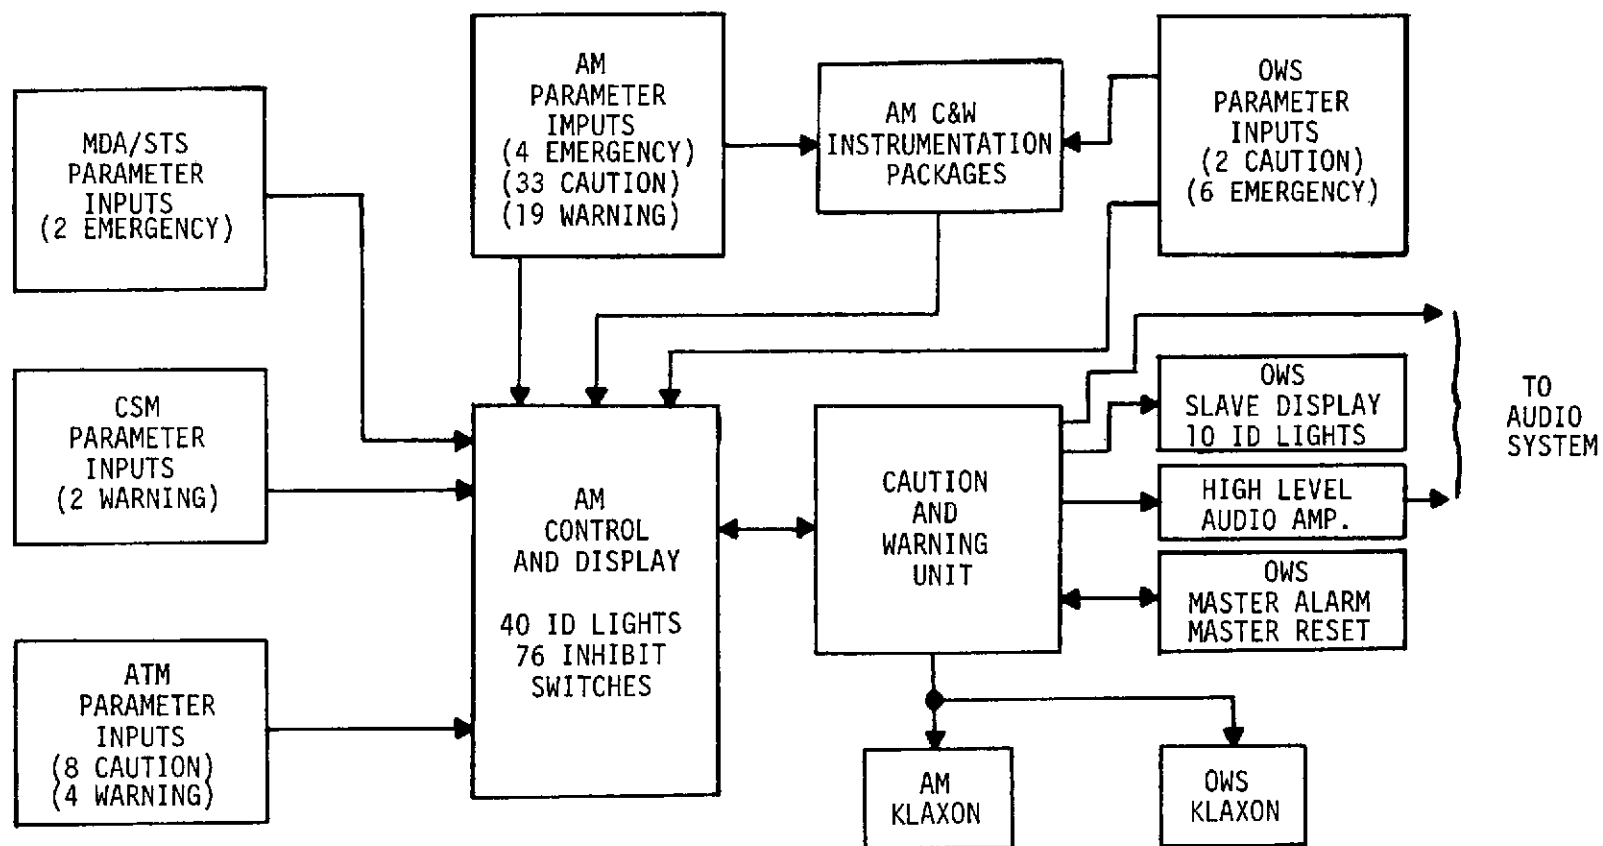 MDA/STS
PARAMETER
INPUTS
(2 EMERGENCY)
AM
PARAMETER
IMPUTS
(4 EMERGENCY)
(33 CAUTION)
(19 WARNING)
AM C&W
INSTRUMENTATION
PACKAGES
OWS
PARAMETER
INPUTS
(2 CAUTION)
(6 EMERGENCY)
CSM
PARAMETER
INPUTS
(2 WARNING)
ATM
PARAMETER
INPUTS
(8 CAUTION)
(4 WARNING)
AM
CONTROL
AND DISPLAY
40 ID LIGHTS
76 INHIBIT
SWITCHES
CAUTION
AND
WARNING
UNIT
OWS
SLAVE DISPLAY
10 ID LIGHTS
HIGH LEVEL
AUDIO AMP.
OWS
MASTER ALARM
MASTER RESET
TO
AUDIO
SYSTEM
AM
KLAXON
OWS
KLAXON